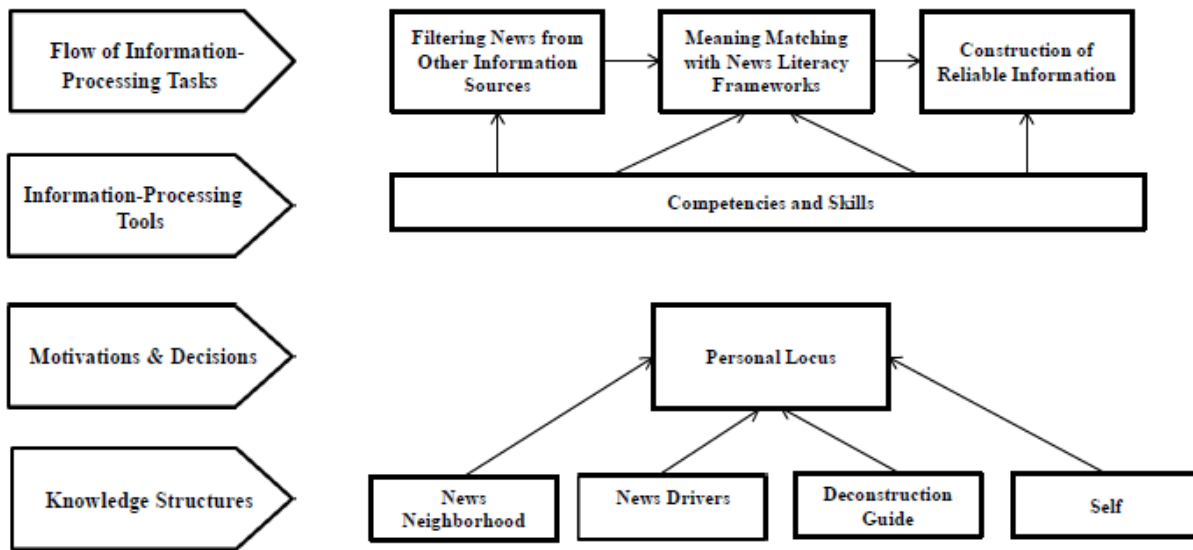 Flow of Information-
Processing Tasks
Filtering News from
Other Information
Sources
Meaning Matching
with News Literacy
Frameworks
Construction of
Reliable Information
Information-Processing
Tools
Competencies and Skills
Motivations & Decisions
Personal Locus
Knowledge Structures
News
Neighborhood
News Drivers
Deconstruction
Guide
Self